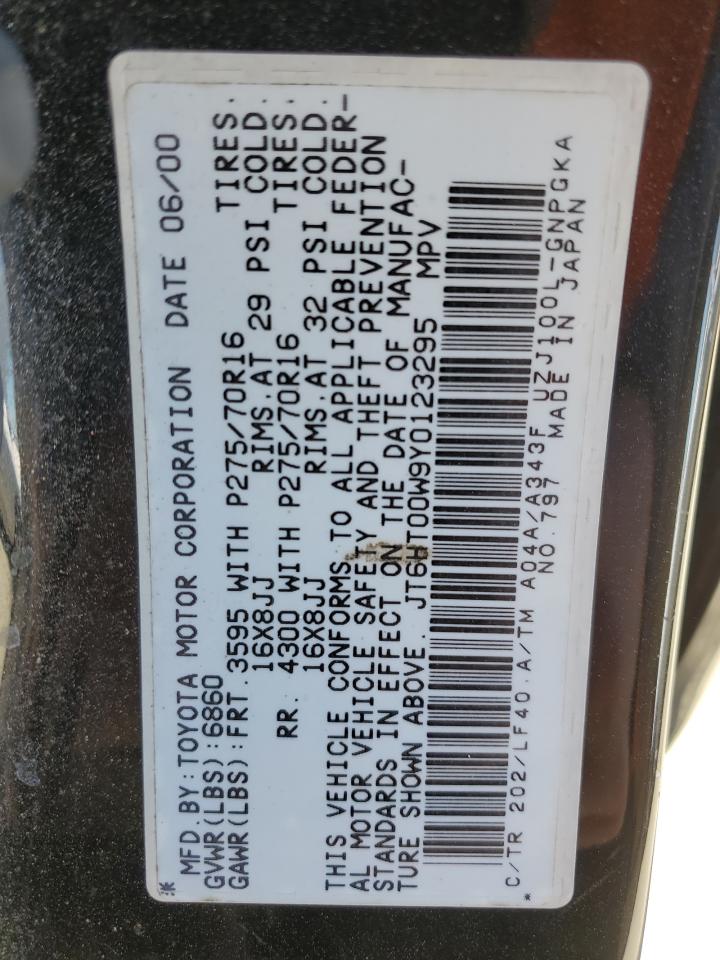 * MFD BY:TOYOTA MOTOR CORPORATION DATE 06/00
GVWR(LBS):6860
GAWR(LBS):FRT.3595 WITH P275/70R16 TIRES.
16X8JJ RIMS.AT 29 PSI COLD.
RR. 4300 WITH P275/70R16 TIRES:
16X8JJ RIMS.AT 32 PSI COLD.
THIS VEHICLE CONFORMS TO ALL APPLICABLE FEDER-
AL MOTOR VEHICLE SAFETY AND THEFT PREVENTION
STANDARDS IN EFFECT ON THE DATE OF MANUFAC-
TURE SHOWN ABOVE. JT6HT00W9Y0123295 MPV
* C/TR 202/LF40.A/TM A04A/A343F UZJ100L-GNPGKA
NO.797 MADE IN JAPAN